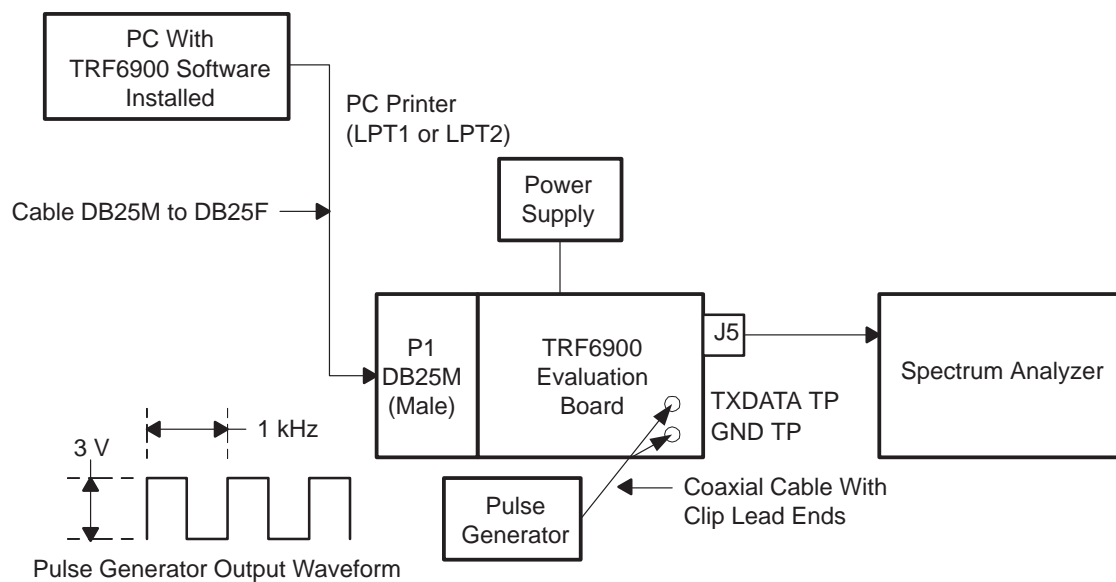 PC With
TRF6900 Software
Installed
PC Printer
(LPT1 or LPT2)
Cable DB25M to DB25F
Power
Supply
P1
DB25M
(Male)
TRF6900
Evaluation
Board
J5
Spectrum Analyzer
TXDATA TP
GND TP
1 kHz
3 V
Pulse
Generator
Coaxial Cable With
Clip Lead Ends
Pulse Generator Output Waveform